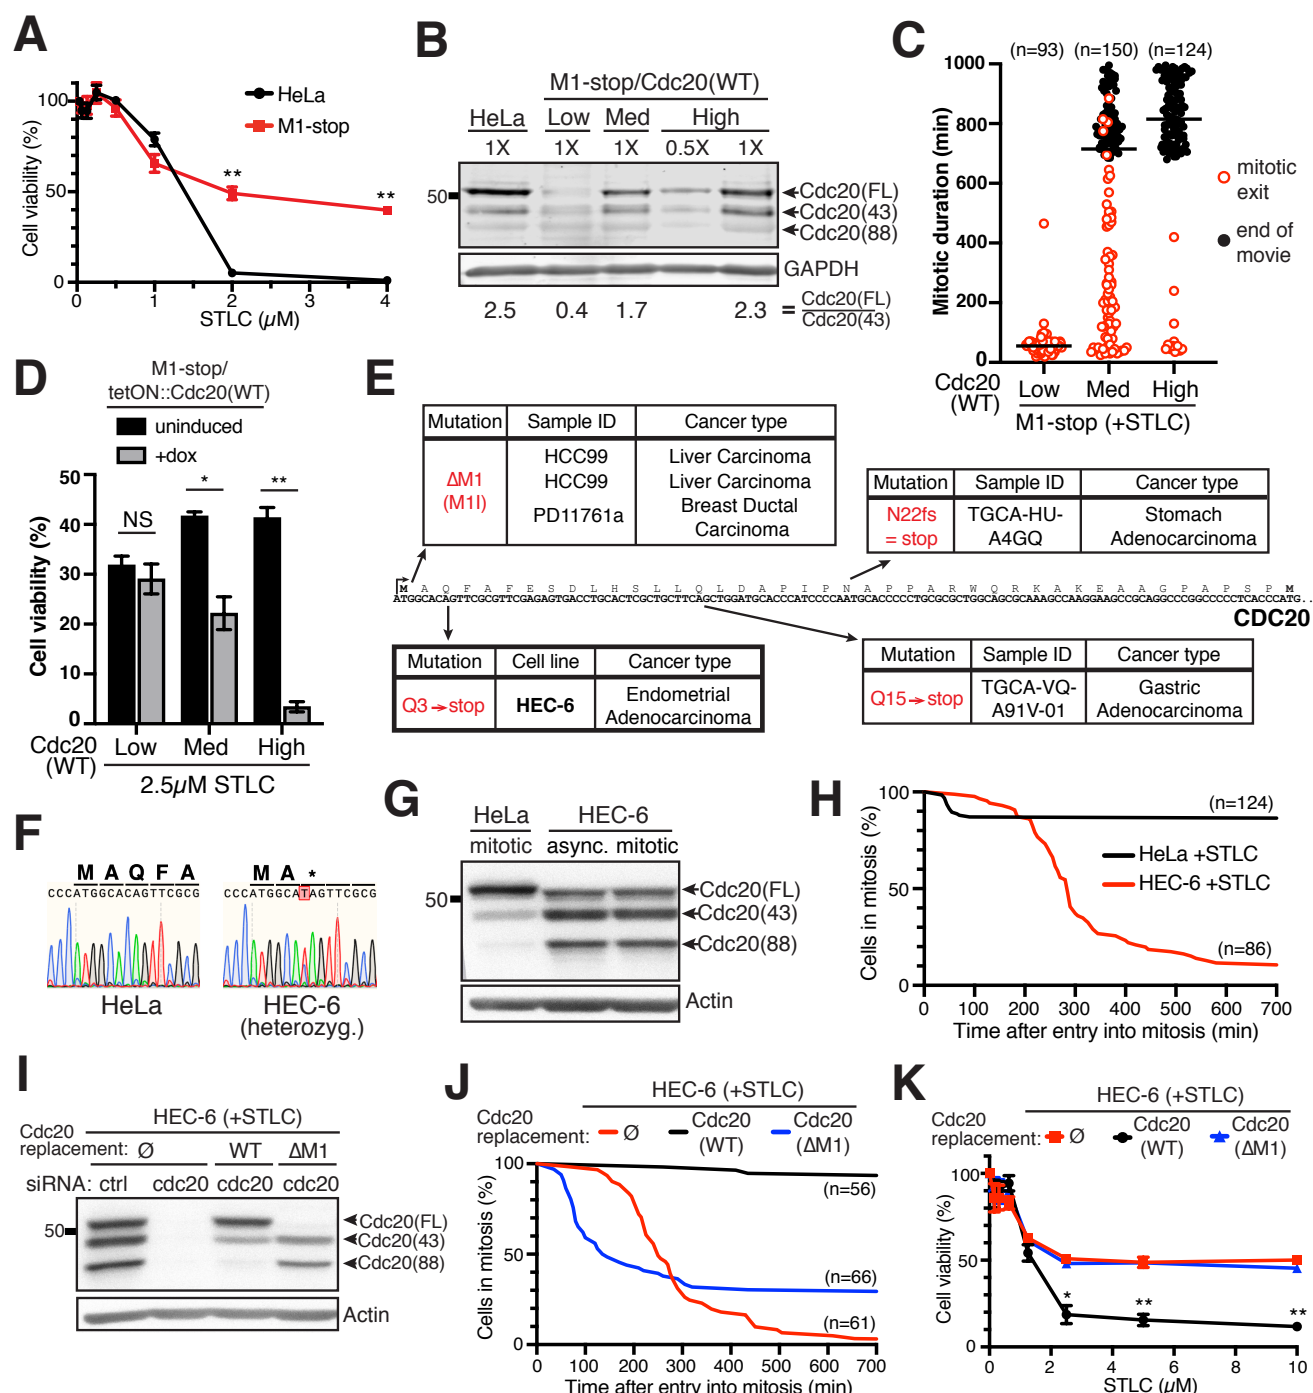 A
Cell viability (%)
100
50
0
0 1 2 3 4
STLC (µM)
HeLa
M1-stop
**
**
B
M1-stop/Cdc20(WT)
HeLa Low Med High
1X 1X 1X 0.5X 1X
50
Cdc20(FL)
Cdc20(43)
Cdc20(88)
GAPDH
2.5 0.4 1.7 2.3 = Cdc20(FL)
Cdc20(43)
C
(n=93) (n=150) (n=124)
Mitotic duration (min)
1000
800
600
400
200
0
mitotic
exit
end of
movie
Cdc20
(WT)
Low Med High
M1-stop (+STLC)
D
M1-stop/
tetON::Cdc20(WT)
uninduced
+dox
Cell viability (%)
50
40
30
20
10
0
NS * **
Cdc20
(WT)
Low Med High
2.5µM STLC
E
Mutation Sample ID Cancer type
ΔM1
(M1I)
HCC99 Liver Carcinoma
HCC99 Liver Carcinoma
PD11761a Breast Ductal
Carcinoma
Mutation Sample ID Cancer type
N22fs
= stop
TGCA-HU-
A4GQ
Stomach
Adenocarcinoma
M A Q F A F E S D L H S L L Q L D A P I P N A P P A R W Q R K A K E A A G P A P S P M
CDC20
Mutation Cell line Cancer type
Q3→stop HEC-6 Endometrial
Adenocarcinoma
Mutation Sample ID Cancer type
Q15→stop TGCA-VQ-
A91V-01
Gastric
Adenocarcinoma
F
M A Q F A
CCCATGGCACAGTTCGCG
HeLa
M A *
CCCATGGCATAGTTCGCG
HEC-6
(heterozyg.)
G
HeLa HEC-6
mitotic async. mitotic
50
Cdc20(FL)
Cdc20(43)
Cdc20(88)
Actin
H
Cells in mitosis (%)
100
50
0
(n=124)
HeLa +STLC
HEC-6 +STLC
(n=86)
0 100 200 300 400 500 600 700
Time after entry into mitosis (min)
I
HEC-6 (+STLC)
Cdc20
replacement: Ø WT ΔM1
siRNA: ctrl cdc20 cdc20 cdc20
50
Cdc20(FL)
Cdc20(43)
Cdc20(88)
Actin
J
HEC-6 (+STLC)
Cdc20
replacement:
Ø
Cdc20
(WT)
Cdc20
(ΔM1)
Cells in mitosis (%)
100
50
0
(n=56)
(n=66)
(n=61)
0 100 200 300 400 500 600 700
Time after entry into mitosis (min)
K
HEC-6 (+STLC)
Cdc20
replacement:
Ø
Cdc20
(WT)
Cdc20
(ΔM1)
Cell viability (%)
100
50
0
* ** **
0 2 4 6 8 10
STLC (µM)